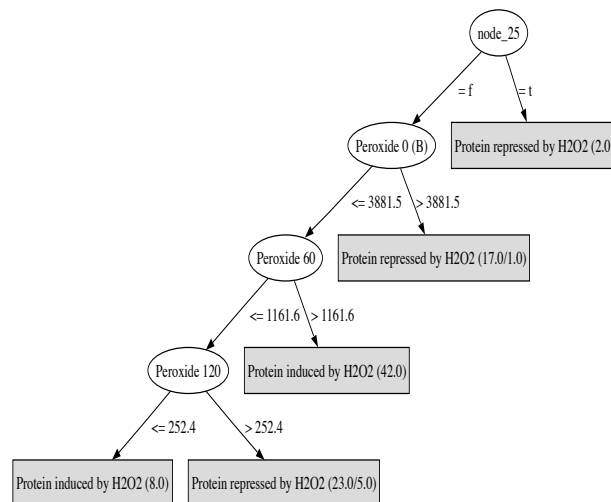 node_25
= f
= t
Peroxide 0 (B)
Protein repressed by H2O2 (2.0
<= 3881.5
> 3881.5
Peroxide 60
Protein repressed by H2O2 (17.0/1.0)
<= 1161.6
> 1161.6
Peroxide 120
Protein induced by H2O2 (42.0)
<= 252.4
> 252.4
Protein induced by H2O2 (8.0)
Protein repressed by H2O2 (23.0/5.0)